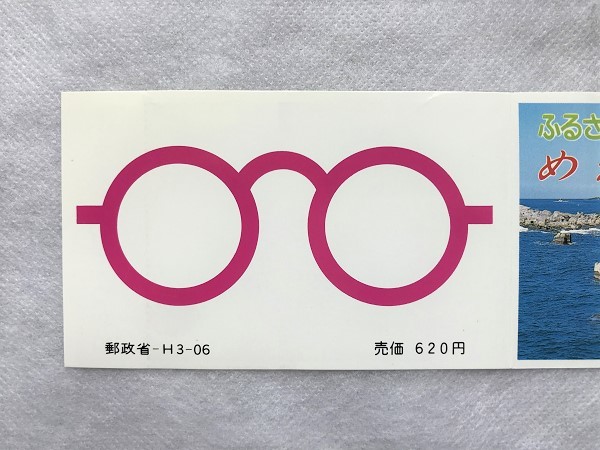 ふるさ
め
郵政省-H3-06
売価 620円